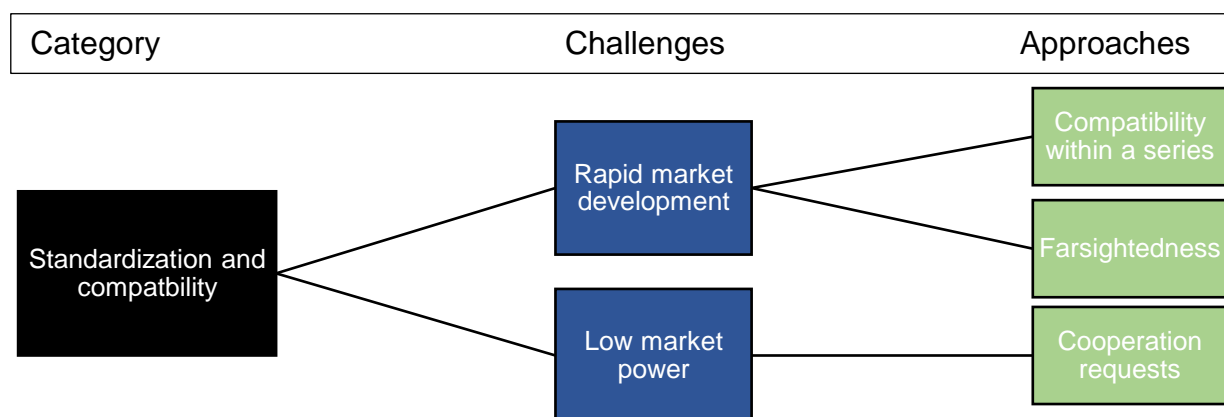 Category
Challenges
Approaches
Standardization and
compatbility
Rapid market
development
Low market
power
Compatibility
within a series
Farsightedness
Cooperation
requests